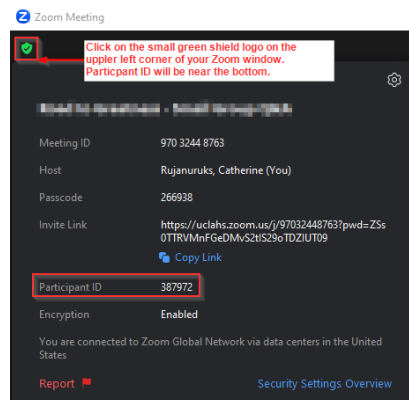 Zoom Meeting
Click on the small green shield logo on the
uppler left corner of your Zoom window.
Particpant ID will be near the bottom.
Meeting ID 970 3244 8763
Host Rujanuruks, Catherine (You)
Passcode 266938
Invite Link https://uclahs.zoom.us/j/97032448763?pwd=ZSs
0TTRVMnFGeDMvS2tlS29oTDZIUT09
Copy Link
Participant ID 387972
Encryption Enabled
You are connected to Zoom Global Network via data centers in the United
States
Report Security Settings Overview